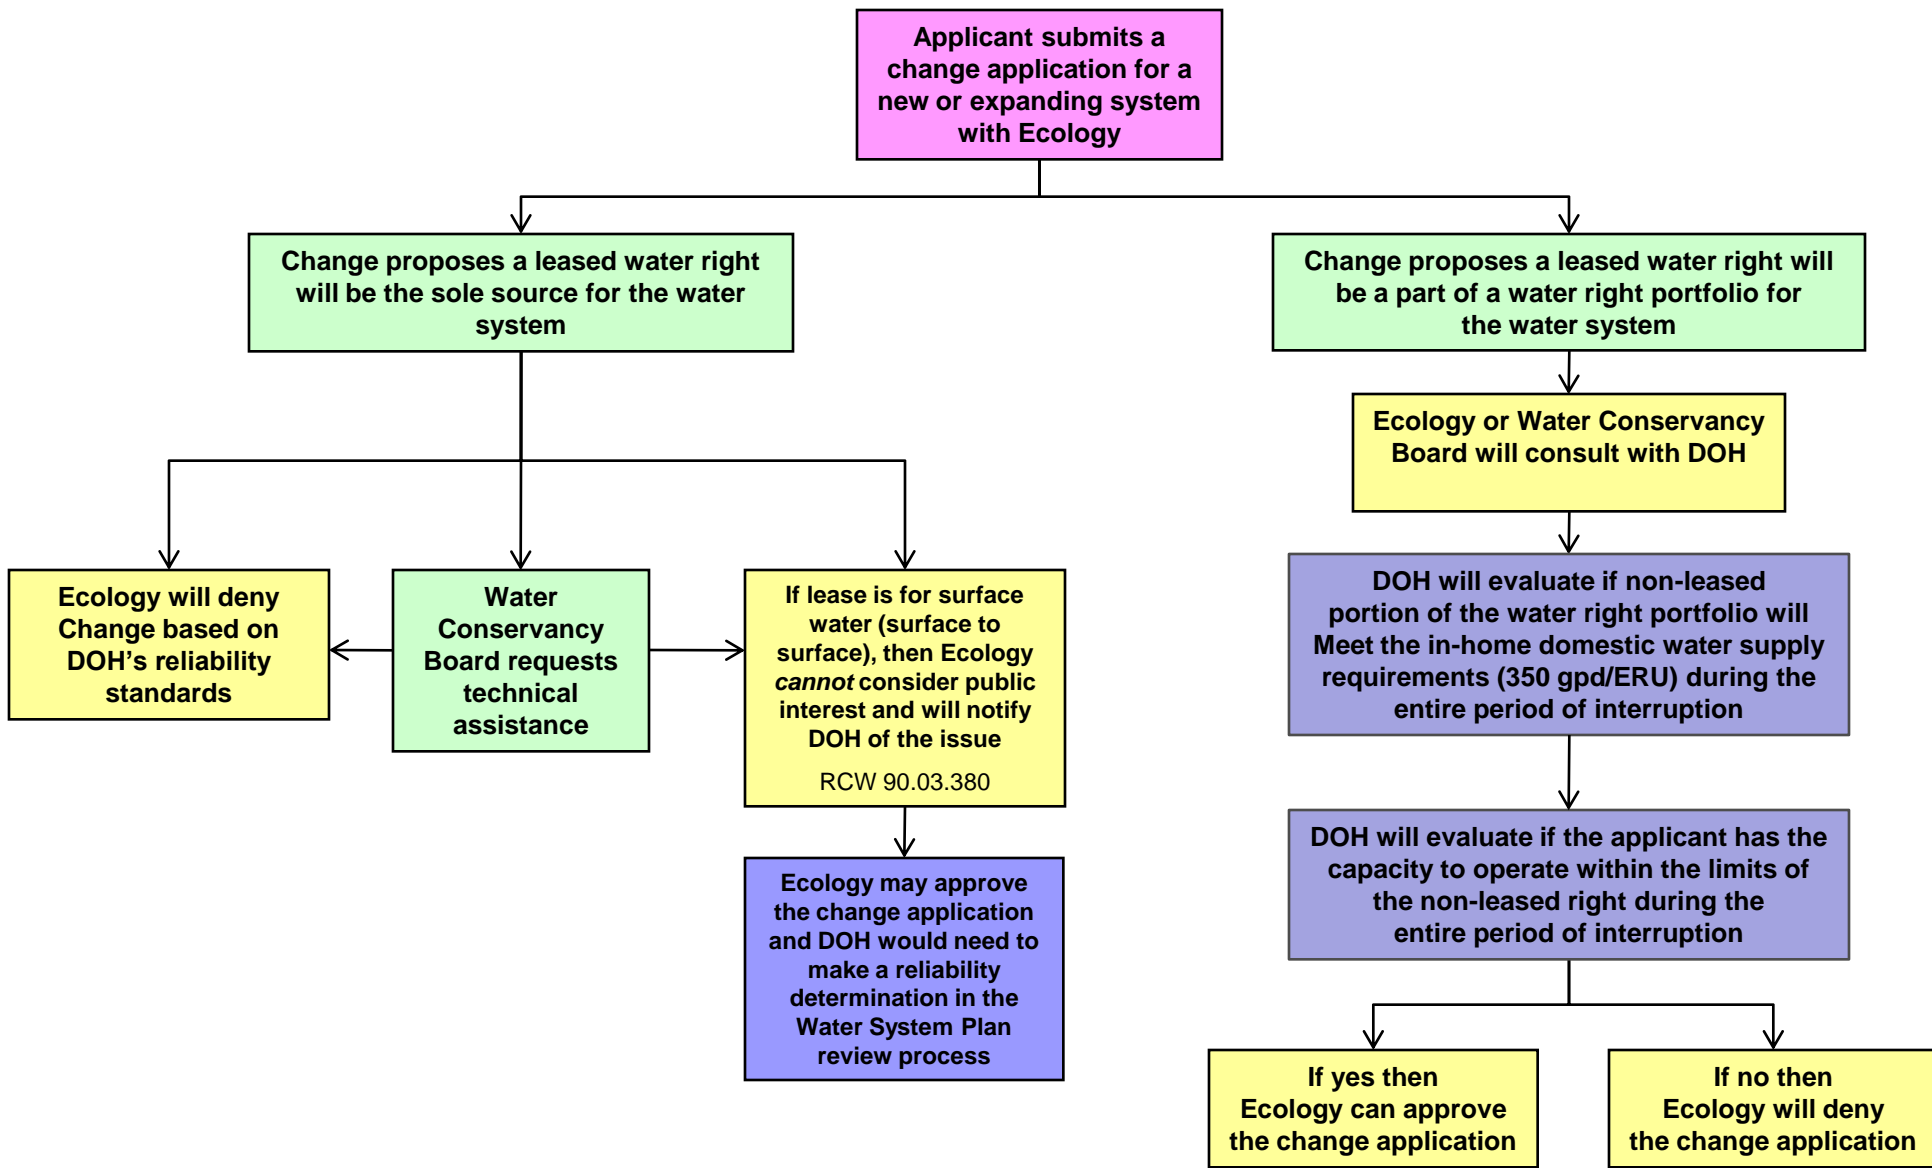 Applicant submits a
change application for a
new or expanding system
with Ecology
Change proposes a leased water right
will be the sole source for the water
system
Change proposes a leased water right will
be a part of a water right portfolio for
the water system
Ecology or Water Conservancy
Board will consult with DOH
Ecology will deny
Change based on
DOH’s reliability
standards
Water
Conservancy
Board requests
technical
assistance
If lease is for surface
water (surface to
surface), then Ecology
cannot consider public
interest and will notify
DOH of the issue
RCW 90.03.380
DOH will evaluate if non-leased
portion of the water right portfolio will
Meet the in-home domestic water supply
requirements (350 gpd/ERU) during the
entire period of interruption
DOH will evaluate if the applicant has the
capacity to operate within the limits of
the non-leased right during the
entire period of interruption
Ecology may approve
the change application
and DOH would need to
make a reliability
determination in the
Water System Plan
review process
If yes then
Ecology can approve
the change application
If no then
Ecology will deny
the change application